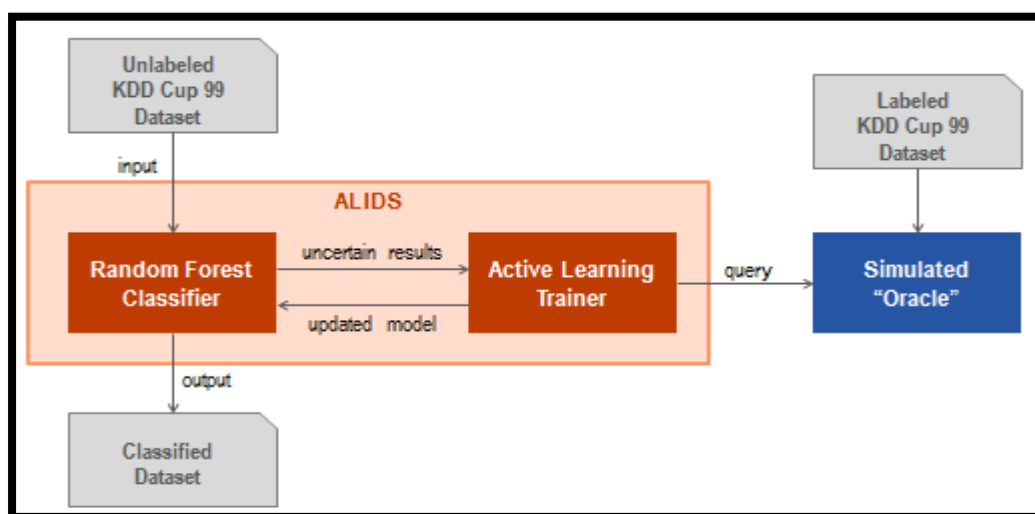 Unlabeled
KDD Cup 99
Dataset
Labeled
KDD Cup 99
Dataset
input
ALIDS
Random Forest
Classifier
uncertain results
updated model
Active Learning
Trainer
query
Simulated
“Oracle”
output
Classified
Dataset